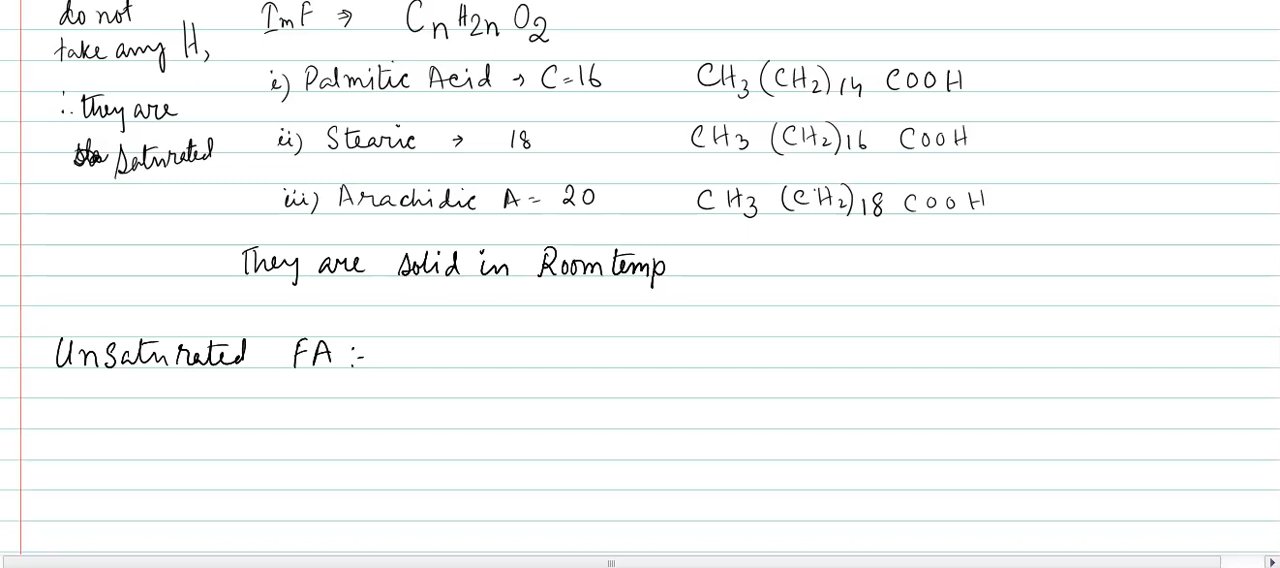 do not
take any H,
∴ they are
Saturated
Imf ⇒ CnH2nO2
i) Palmitic Acid → C=16 CH3(CH2)14 COOH
ii) Stearic → 18 CH3 (CH2)16 COOH
iii) Arachidic A = 20 CH3 (CH2)18 COOH
They are solid in Room temp
Unsaturated FA :-